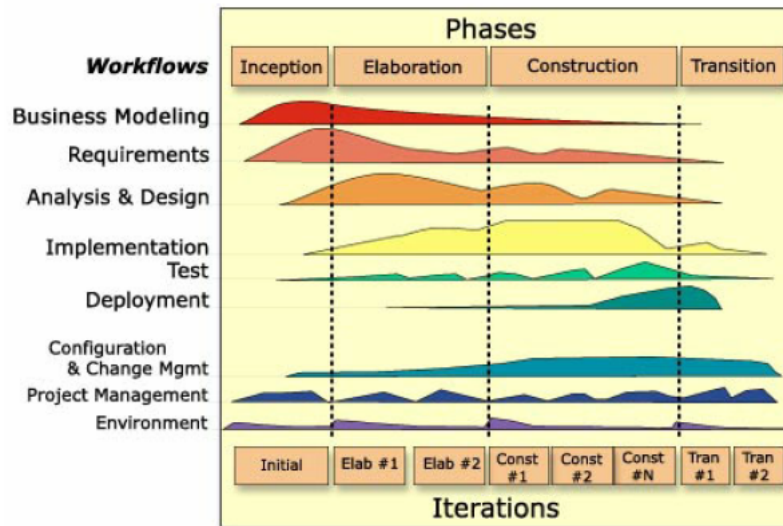 Phases
Workflows
Inception
Elaboration
Construction
Transition
Business Modeling
Requirements
Analysis & Design
Implementation
Test
Deployment
Configuration
& Change Mgmt
Project Management
Environment
Initial
Elab #1
Elab #2
Const
#1
Const
#2
Const
#N
Tran
#1
Tran
#2
Iterations